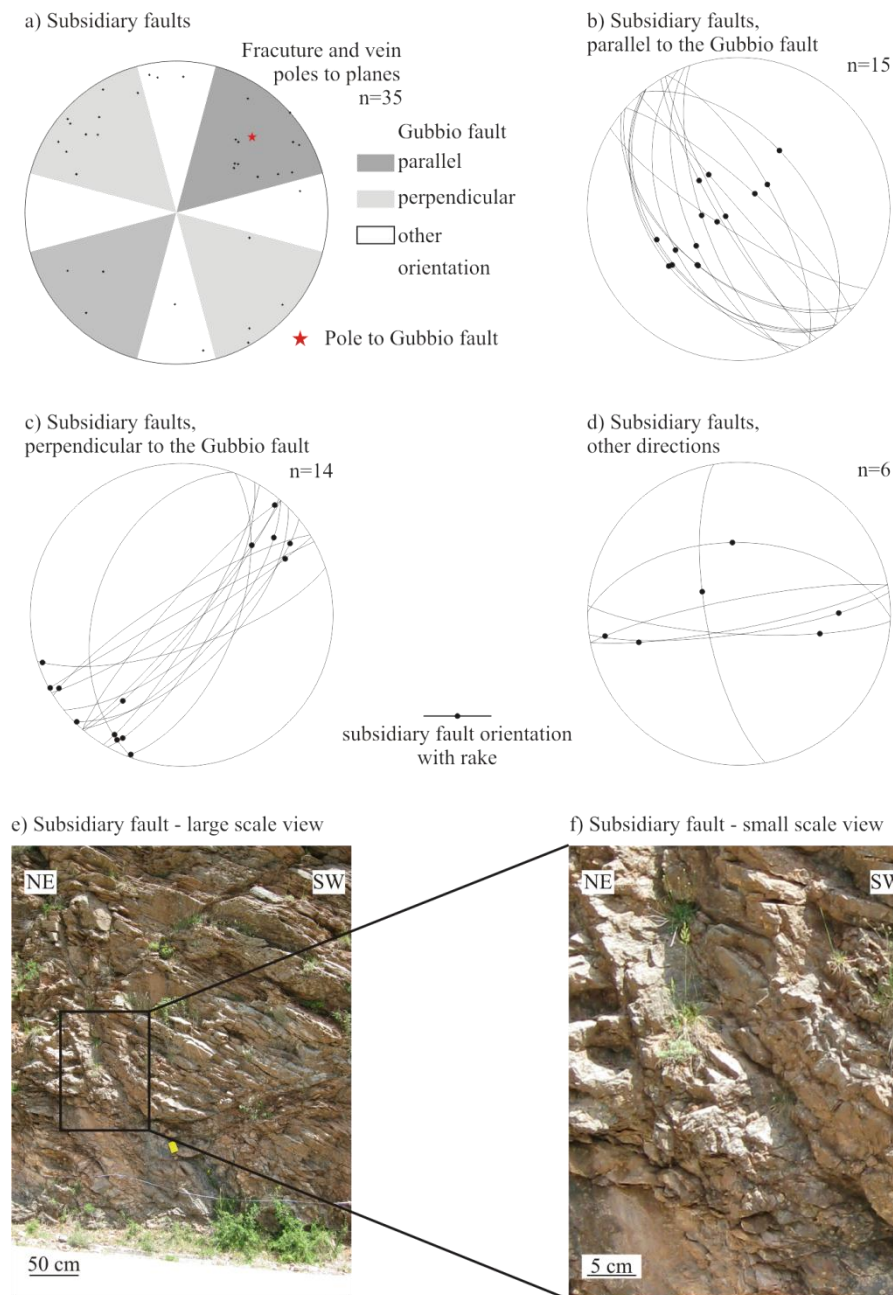 a) Subsidiary faults
Fracuture and vein
poles to planes
n=35
Gubbio fault
parallel
perpendicular
other
orientation
Pole to Gubbio fault
b) Subsidiary faults,
parallel to the Gubbio fault
n=15
c) Subsidiary faults,
perpendicular to the Gubbio fault
n=14
d) Subsidiary faults,
other directions
n=6
subsidiary fault orientation
with rake
e) Subsidiary fault - large scale view
NE
SW
50 cm
f) Subsidiary fault - small scale view
NE
SW
5 cm